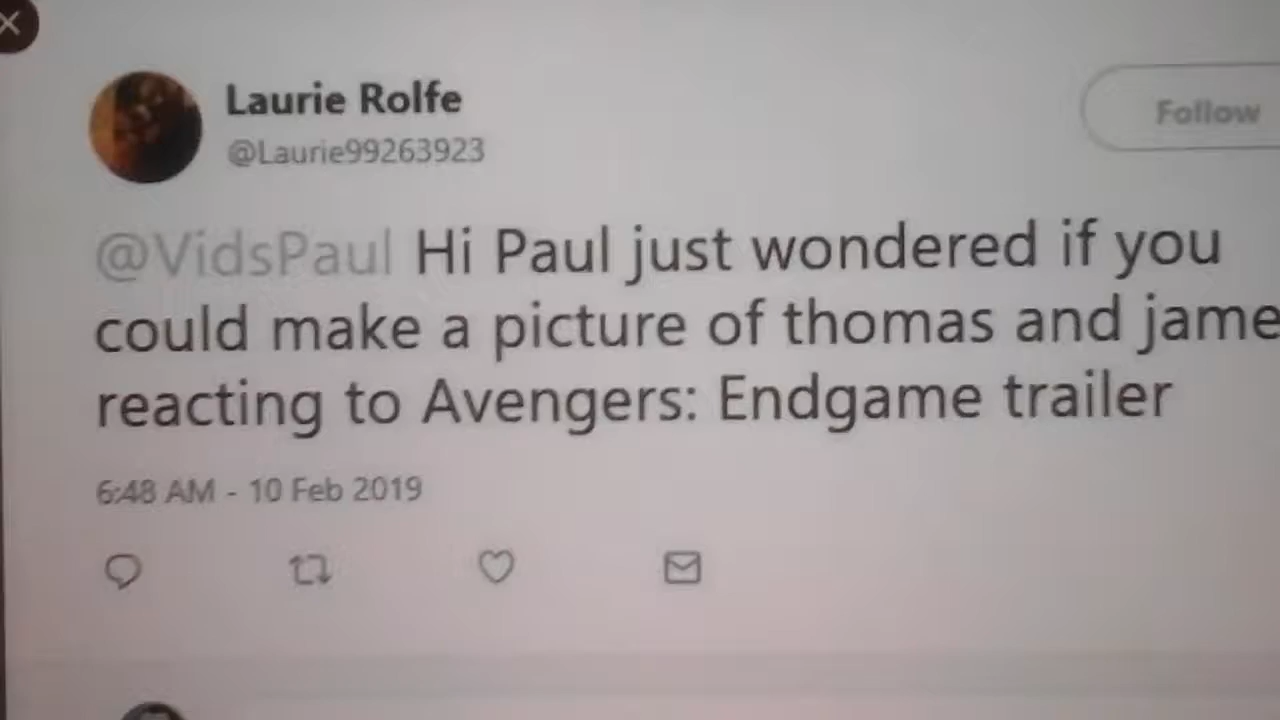 Laurie Rolfe
@Laurie99263923
Follow
@VidsPaul Hi Paul just wondered if you
could make a picture of thomas and jame
reacting to Avengers: Endgame trailer
6:48 AM - 10 Feb 2019